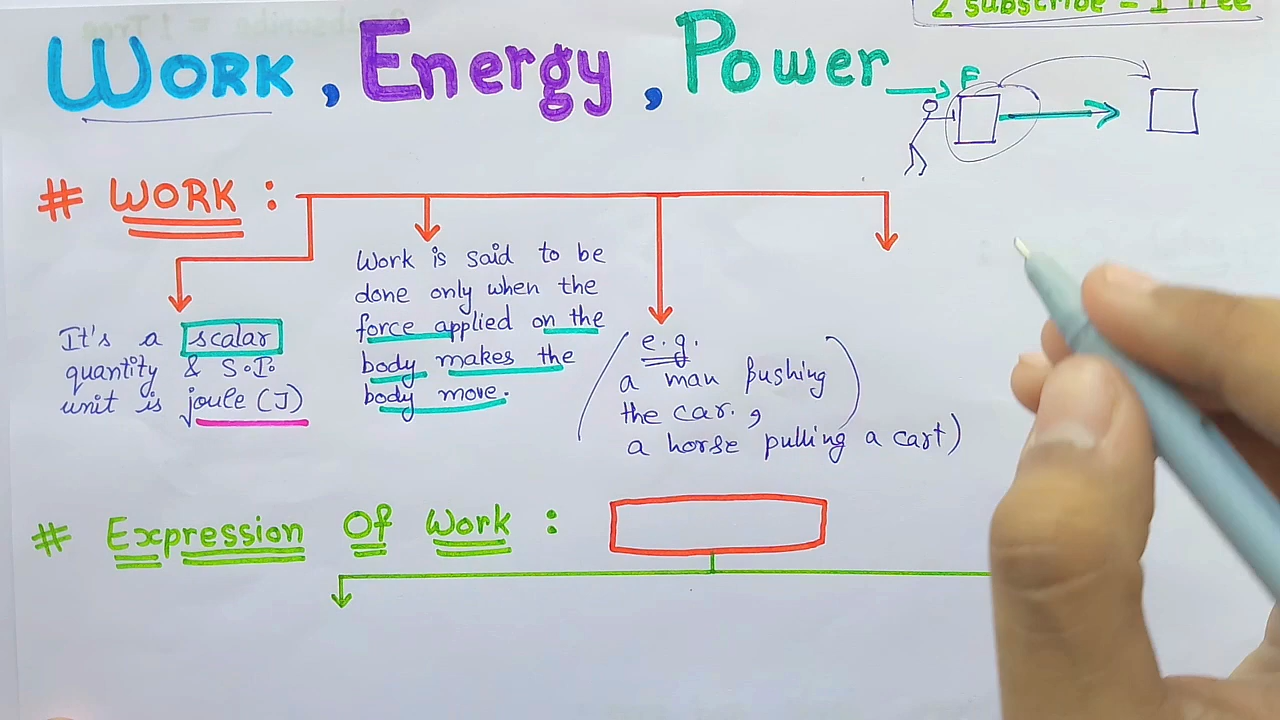 2 subscribe = 1 Tree
Work, Energy, Power
F
# WORK :
It's a scalar
quantity & S.I.
unit is joule (J)
Work is said to be
done only when the
force applied on the
body makes the
body move.
(e.g.
a man pushing
the car. ,
a horse pulling a cart)
# Expression Of Work :